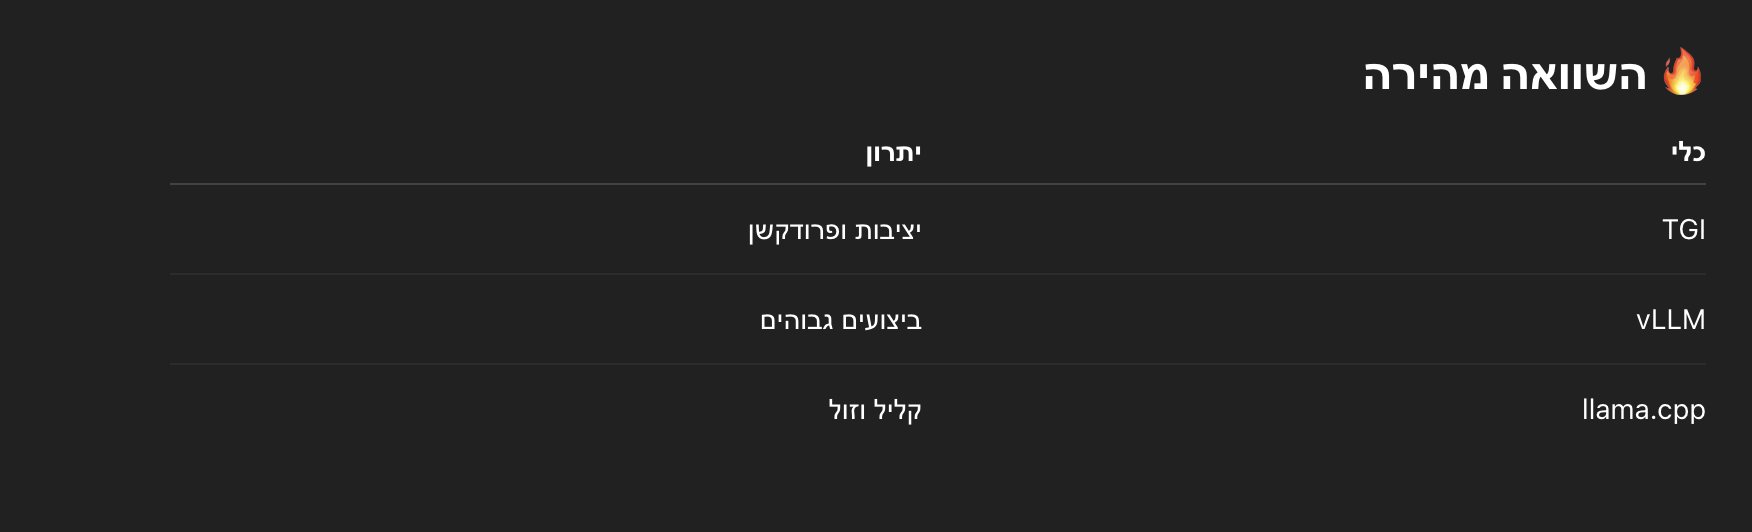 🔥 השוואה מהירה
כלי יתרון
TGI יציבות ופרודקשן
vLLM ביצועים גבוהים
llama.cpp קליל וזול